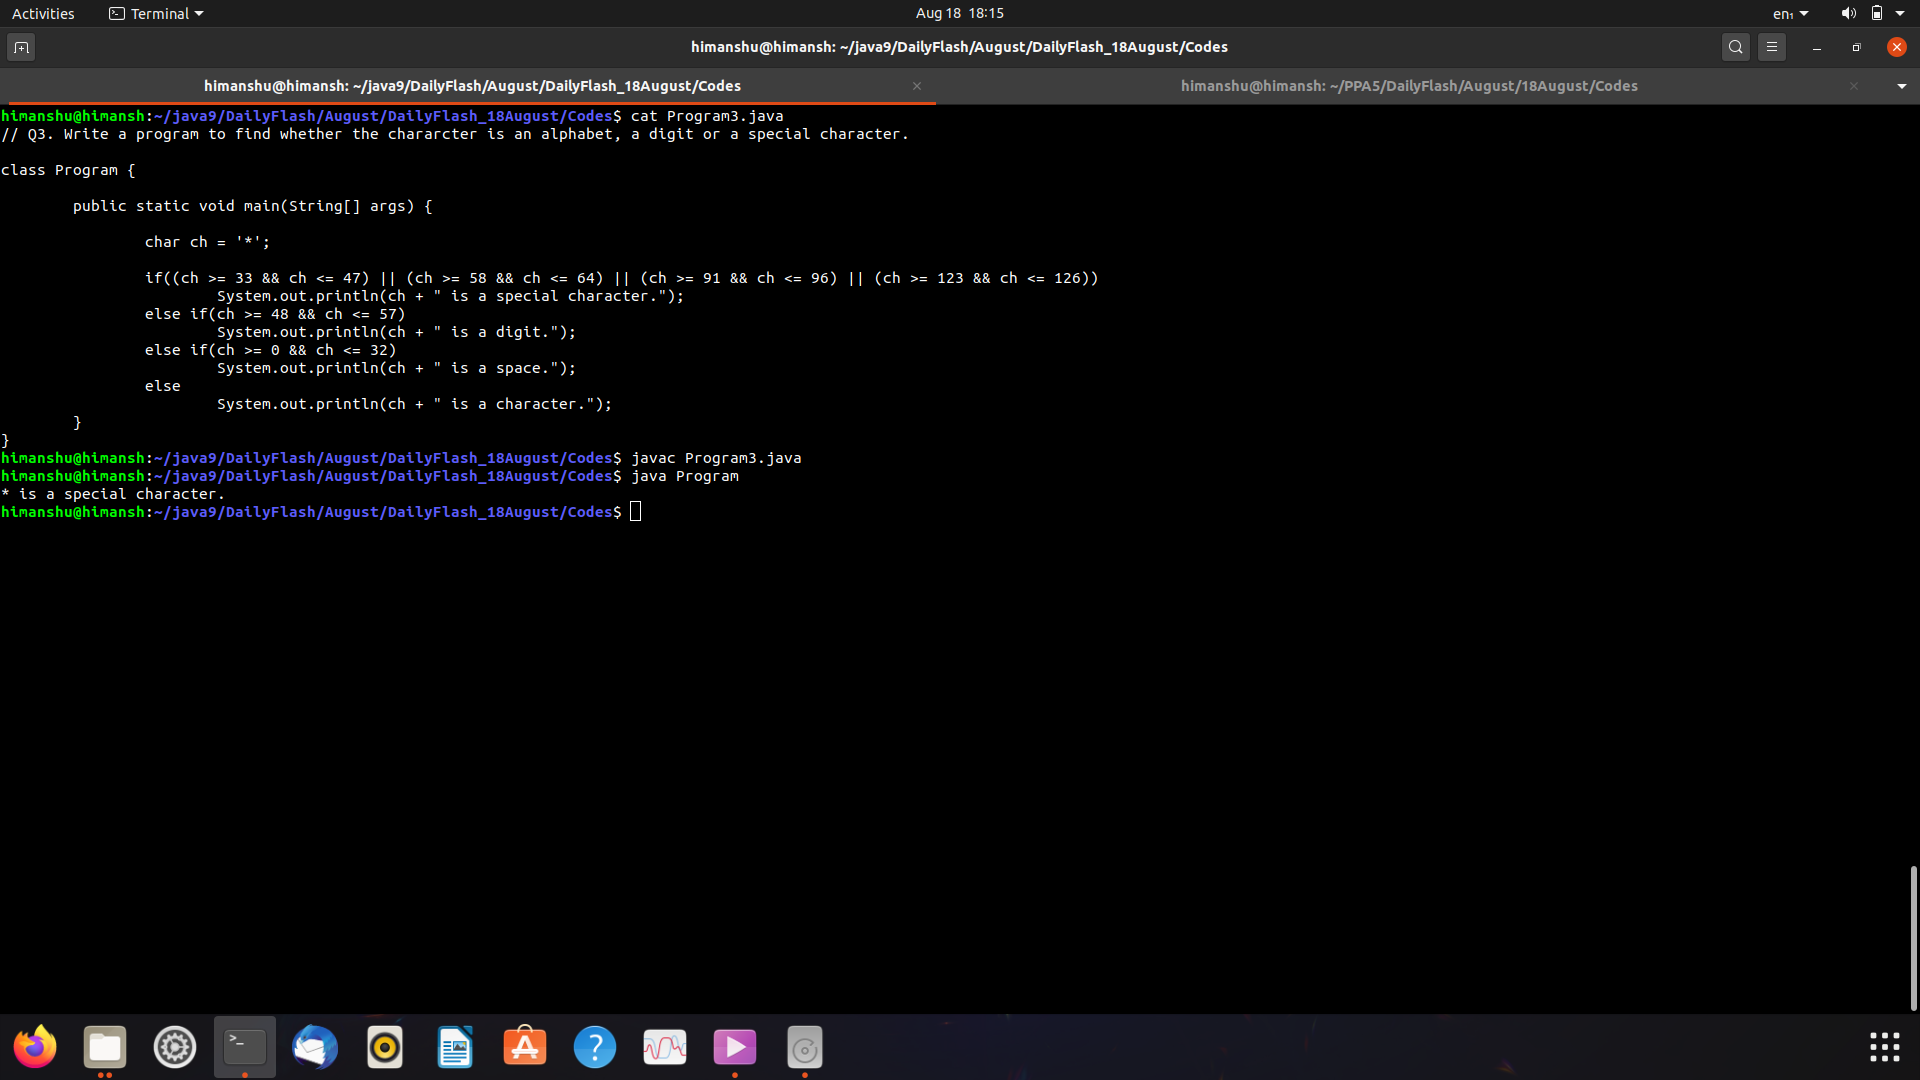 Activities Terminal Aug 18 18:15 en₁
himanshu@himansh: ~/java9/DailyFlash/August/DailyFlash_18August/Codes
himanshu@himansh: ~/java9/DailyFlash/August/DailyFlash_18August/Codes himanshu@himansh: ~/PPA5/DailyFlash/August/18August/Codes
himanshu@himansh:~/java9/DailyFlash/August/DailyFlash_18August/Codes$ cat Program3.java
// Q3. Write a program to find whether the chararcter is an alphabet, a digit or a special character.
class Program {
public static void main(String[] args) {
char ch = '*';
if((ch >= 33 && ch <= 47) || (ch >= 58 && ch <= 64) || (ch >= 91 && ch <= 96) || (ch >= 123 && ch <= 126))
System.out.println(ch + " is a special character.");
else if(ch >= 48 && ch <= 57)
System.out.println(ch + " is a digit.");
else if(ch >= 0 && ch <= 32)
System.out.println(ch + " is a space.");
else
System.out.println(ch + " is a character.");
}
}
himanshu@himansh:~/java9/DailyFlash/August/DailyFlash_18August/Codes$ javac Program3.java
himanshu@himansh:~/java9/DailyFlash/August/DailyFlash_18August/Codes$ java Program
* is a special character.
himanshu@himansh:~/java9/DailyFlash/August/DailyFlash_18August/Codes$